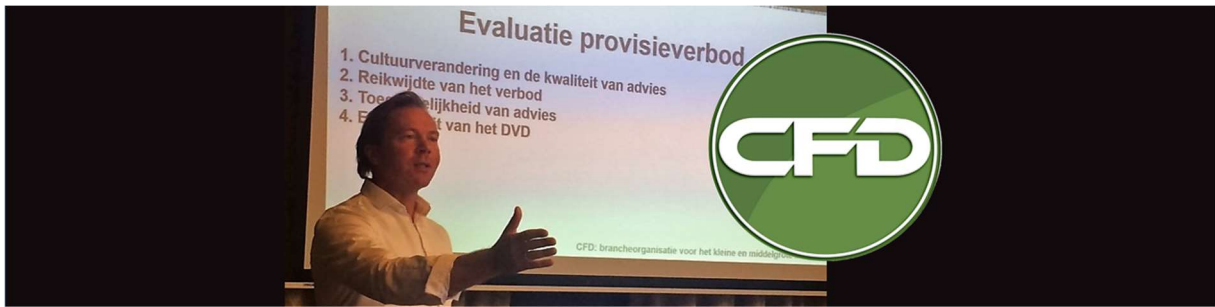 Evaluatie provisieverbod
1. Cultuurverandering en de kwaliteit van advies
2. Reikwijdte van het verbod
3. van advies
4. van het DVD
CFD
CFD: brancheorganisatie voor het kleine en